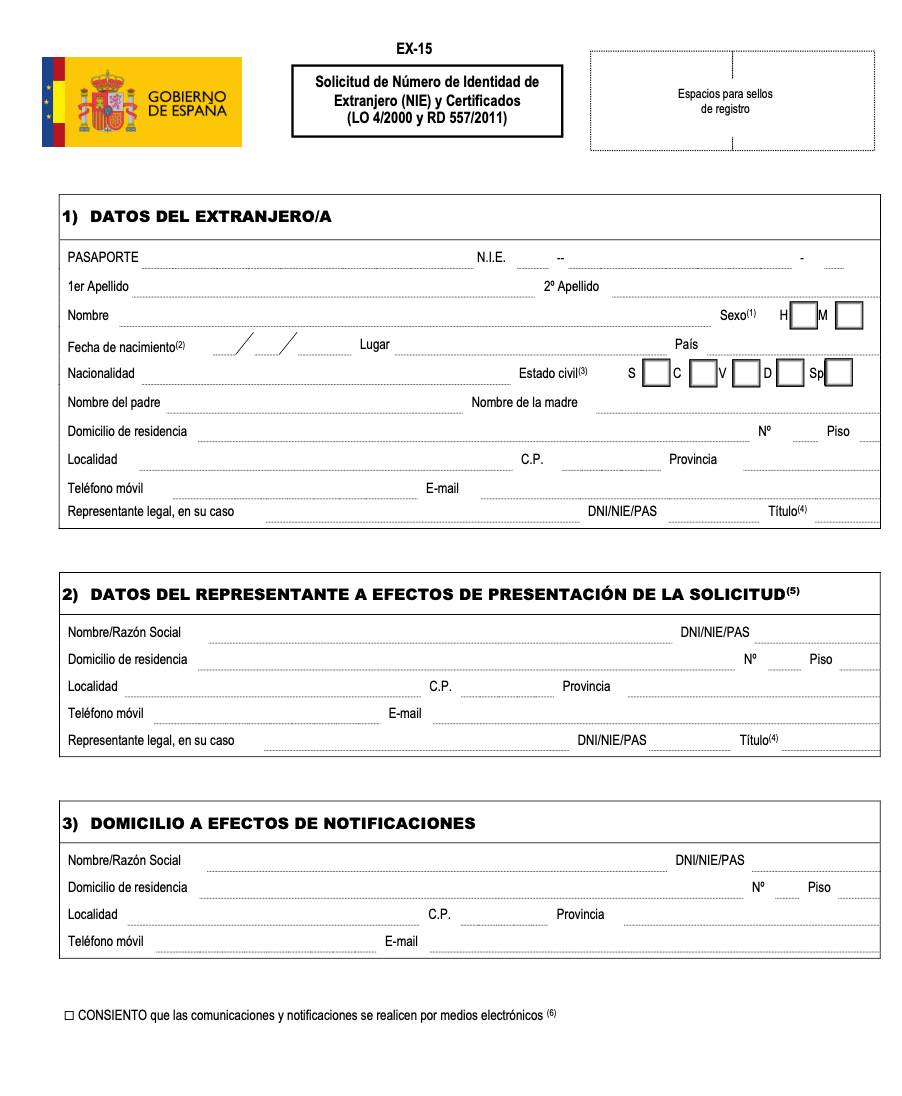 EX-15
GOBIERNO
DE ESPAÑA
Solicitud de Número de Identidad de
Extranjero (NIE) y Certificados
(LO 4/2000 y RD 557/2011)
Espacios para sellos
de registro
1) DATOS DEL EXTRANJERO/A
PASAPORTE N.I.E. -- -
1er Apellido 2º Apellido
Nombre Sexo(1) H M
Fecha de nacimiento(2) / / Lugar País
Nacionalidad Estado civil(3) S C V D Sp
Nombre del padre Nombre de la madre
Domicilio de residencia Nº Piso
Localidad C.P. Provincia
Teléfono móvil E-mail
Representante legal, en su caso DNI/NIE/PAS Título(4)
2) DATOS DEL REPRESENTANTE A EFECTOS DE PRESENTACIÓN DE LA SOLICITUD(5)
Nombre/Razón Social DNI/NIE/PAS
Domicilio de residencia Nº Piso
Localidad C.P. Provincia
Teléfono móvil E-mail
Representante legal, en su caso DNI/NIE/PAS Título(4)
3) DOMICILIO A EFECTOS DE NOTIFICACIONES
Nombre/Razón Social DNI/NIE/PAS
Domicilio de residencia Nº Piso
Localidad C.P. Provincia
Teléfono móvil E-mail
□ CONSIENTO que las comunicaciones y notificaciones se realicen por medios electrónicos (6)